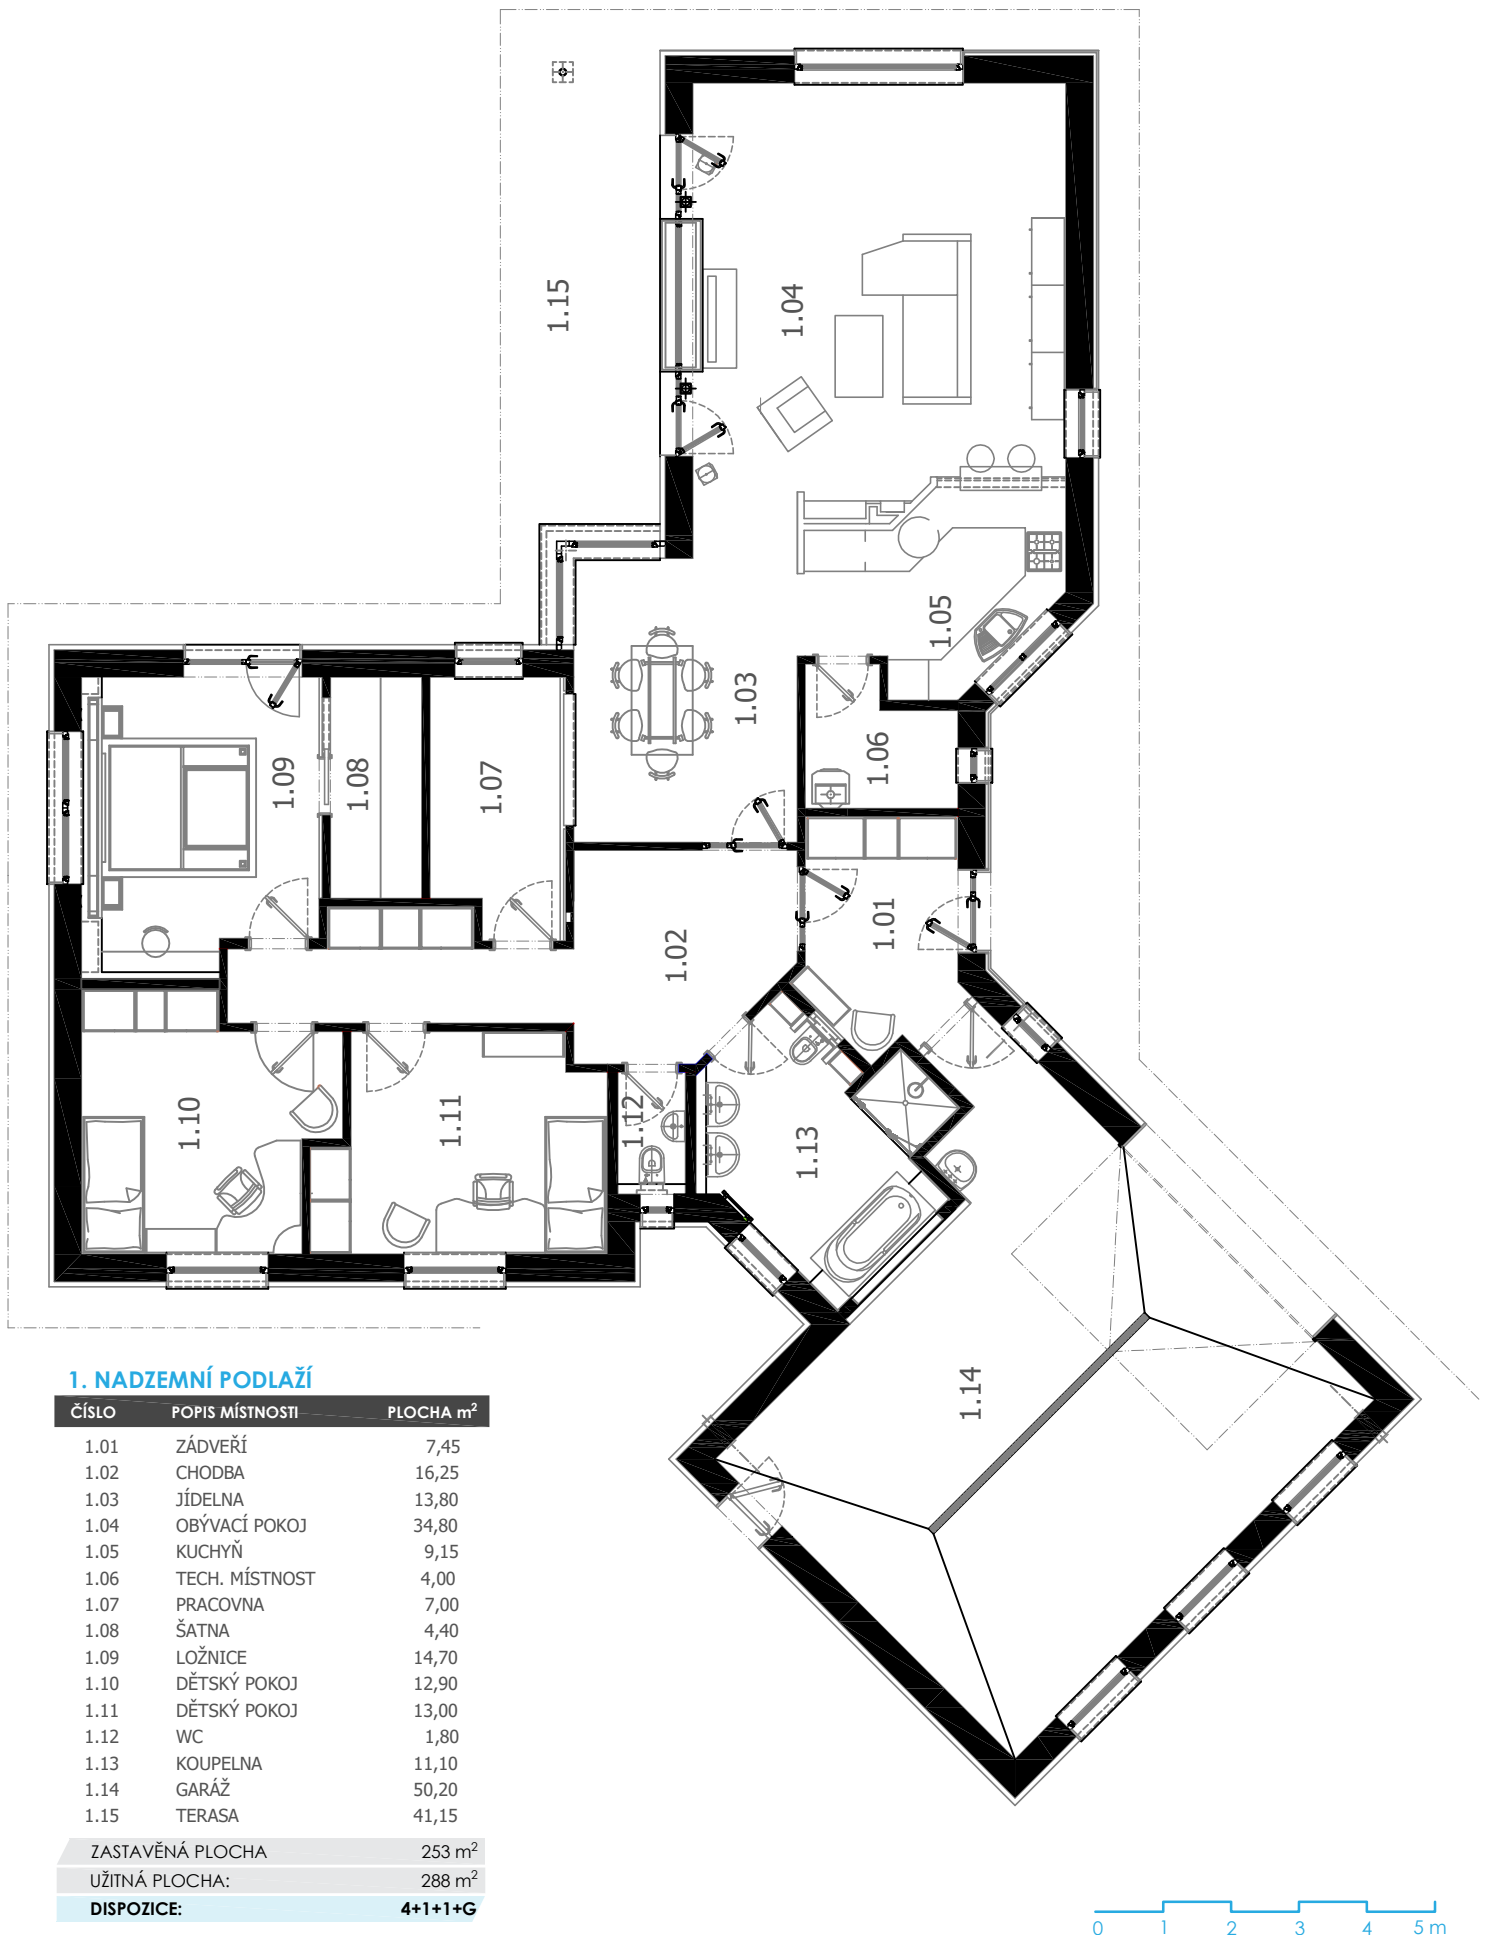 1.15
1.04
1.05
1.03
1.06
1.09
1.08
1.07
1.01
1.02
1.10
1.11
1.12
1.13
1.14
1. NADZEMNÍ PODLAŽÍ
ČÍSLO POPIS MÍSTNOSTI PLOCHA m²
1.01 ZÁDVEŘÍ 7,45
1.02 CHODBA 16,25
1.03 JÍDELNA 13,80
1.04 OBÝVACÍ POKOJ 34,80
1.05 KUCHYŇ 9,15
1.06 TECH. MÍSTNOST 4,00
1.07 PRACOVNA 7,00
1.08 ŠATNA 4,40
1.09 LOŽNICE 14,70
1.10 DĚTSKÝ POKOJ 12,90
1.11 DĚTSKÝ POKOJ 13,00
1.12 WC 1,80
1.13 KOUPELNA 11,10
1.14 GARÁŽ 50,20
1.15 TERASA 41,15
ZASTAVĚNÁ PLOCHA 253 m²
UŽITNÁ PLOCHA: 288 m²
DISPOZICE: 4+1+1+G
0 1 2 3 4 5 m